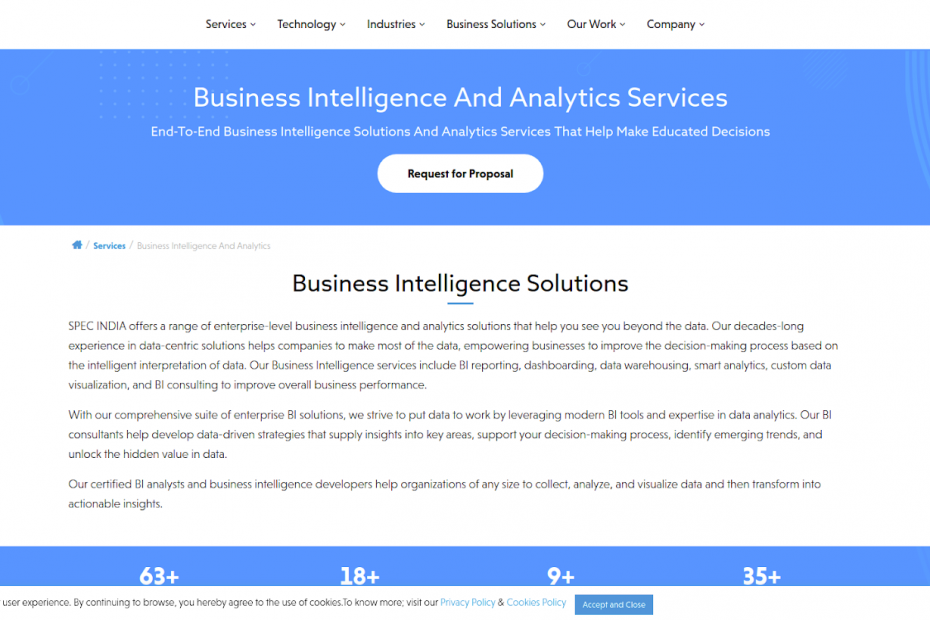 Services Technology Industries Business Solutions Our Work Company
Business Intelligence And Analytics Services
End-To-End Business Intelligence Solutions And Analytics Services That Help Make Educated Decisions
Request for Proposal
/ Services / Business Intelligence And Analytics
Business Intelligence Solutions
SPEC INDIA offers a range of enterprise-level business intelligence and analytics solutions that help you see you beyond the data. Our decades-long
experience in data-centric solutions helps companies to make most of the data, empowering businesses to improve the decision-making process based on
the intelligent interpretation of data. Our Business Intelligence services include BI reporting, dashboarding, data warehousing, smart analytics, custom data
visualization, and BI consulting to improve overall business performance.
With our comprehensive suite of enterprise BI solutions, we strive to put data to work by leveraging modern BI tools and expertise in data analytics. Our BI
consultants help develop data-driven strategies that supply insights into key areas, support your decision-making process, identify emerging trends, and
unlock the hidden value in data.
Our certified BI analysts and business intelligence developers help organizations of any size to collect, analyze, and visualize data and then transform into
actionable insights.
63+ 18+ 9+ 35+
user experience. By continuing to browse, you hereby agree to the use of cookies.To know more; visit our Privacy Policy & Cookies Policy Accept and Close